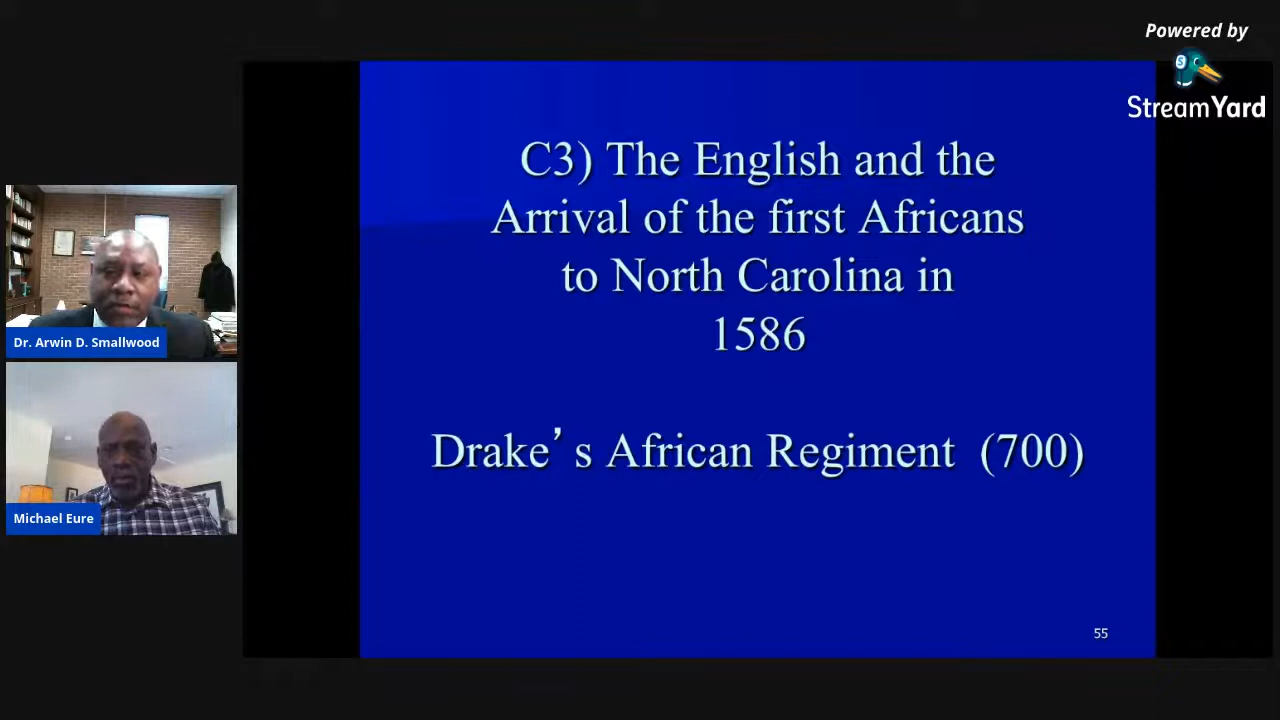 Powered by
StreamYard
C3) The English and the
Arrival of the first Africans
to North Carolina in
1586
Drake’s African Regiment (700)
55
Dr. Arwin D. Smallwood
Michael Eure